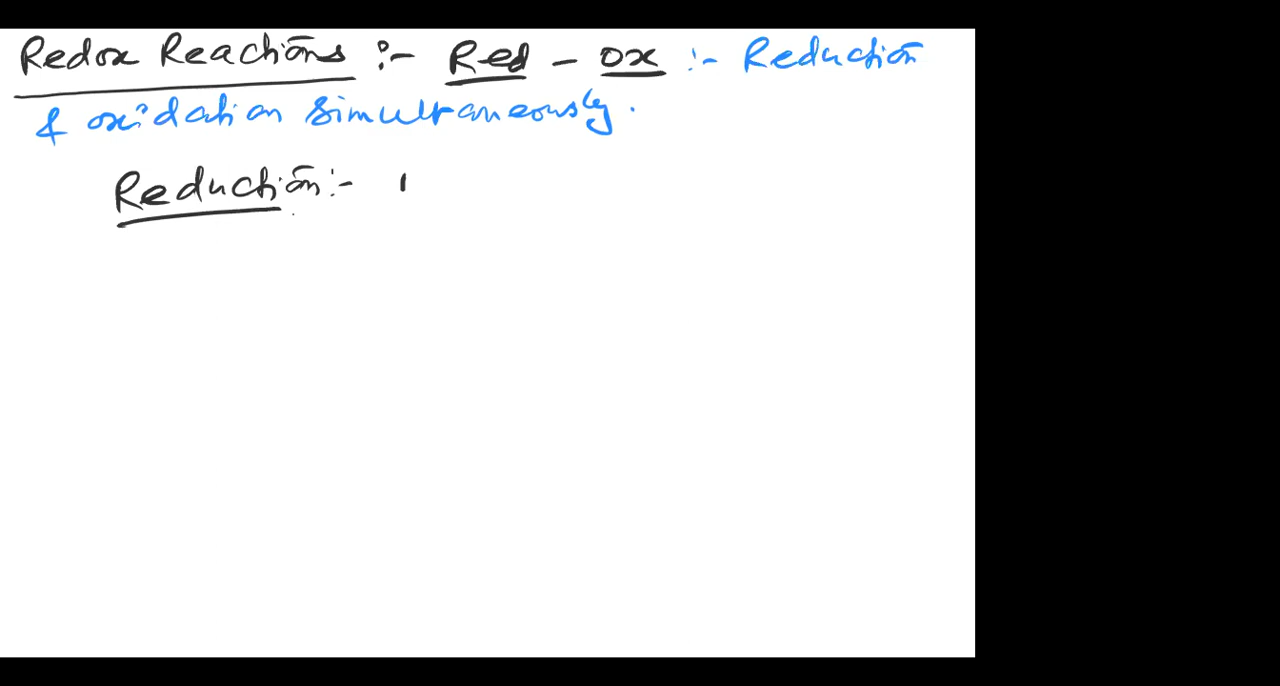 Redox Reactions :- Red - ox :- Reduction
& oxidation simultaneously.
Reduction :-